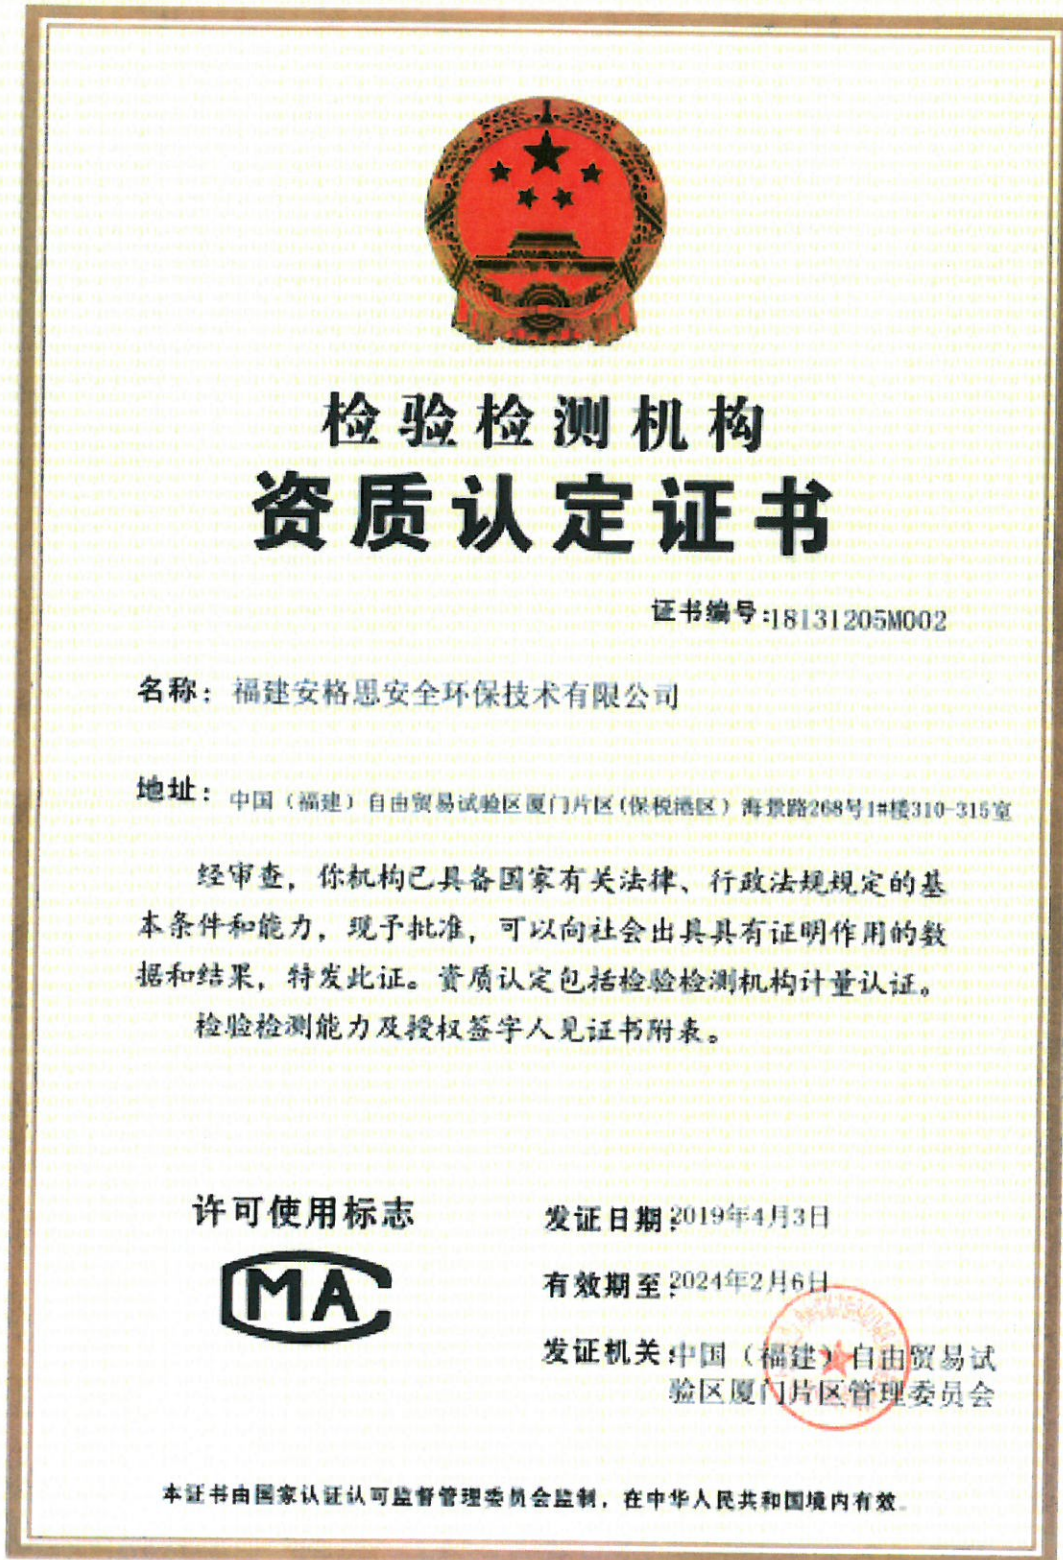 检验检测机构
资质认定证书
证书编号:18131205M002
名称：福建安格思安全环保技术有限公司
地址：中国（福建）自由贸易试验区厦门片区(保税港区）海景路268号1#楼310-315室
经审查，你机构已具备国家有关法律、行政法规规定的基
本条件和能力，现予批准，可以向社会出具具有证明作用的数
据和结果，特发此证。资质认定包括检验检测机构计量认证。
检验检测能力及授权签字人见证书附表。
许可使用标志
MA
发证日期:2019年4月3日
有效期至:2024年2月6日
发证机关:中国（福建）自由贸易试
验区厦门片区管理委员会
本证书由国家认证认可监督管理委员会监制，在中华人民共和国境内有效。